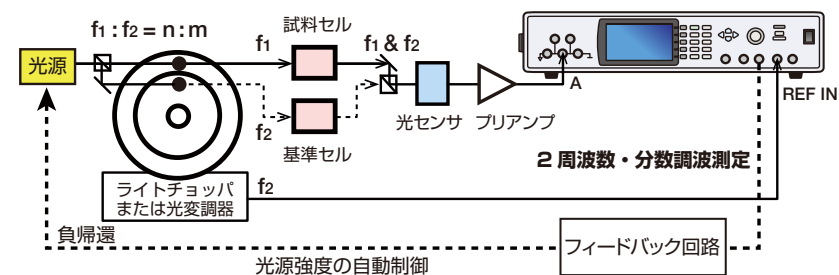 f1 : f2 = n : m
光源
f1
試料セル
f1 & f2
f2
基準セル
光センサ
プリアンプ
A
REF IN
2 周波数・分数調波測定
ライトチョッパ
または光変調器
f2
負帰還
光源強度の自動制御
フィードバック回路